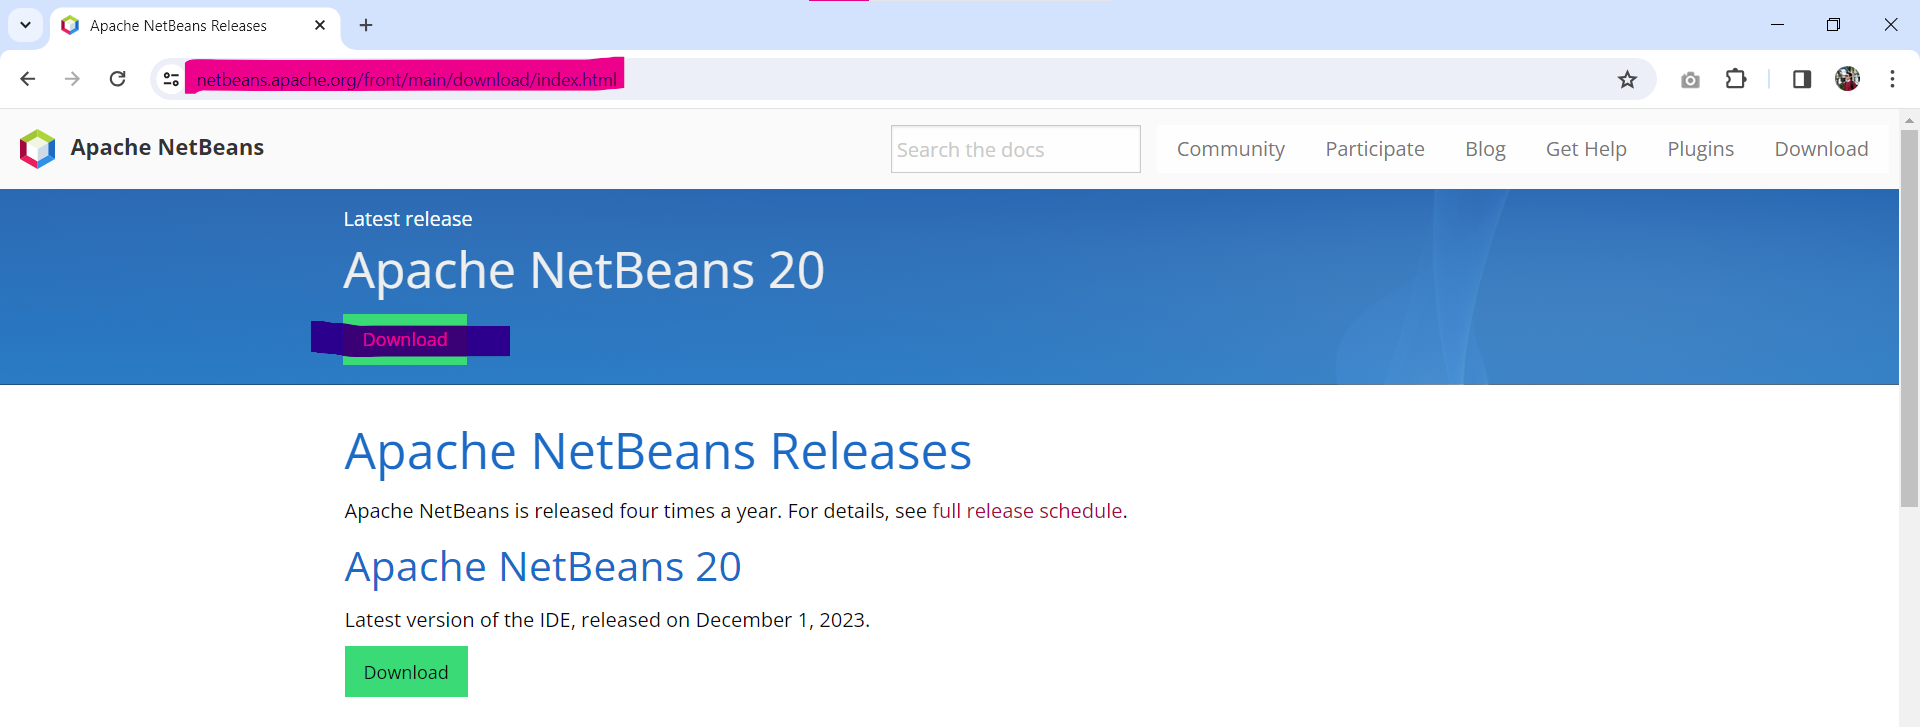 Apache NetBeans Releases
netbeans.apache.org/front/main/download/index.html
Apache NetBeans
Search the docs
Community Participate Blog Get Help Plugins Download
Latest release
Apache NetBeans 20
Download
Apache NetBeans Releases
Apache NetBeans is released four times a year. For details, see full release schedule.
Apache NetBeans 20
Latest version of the IDE, released on December 1, 2023.
Download